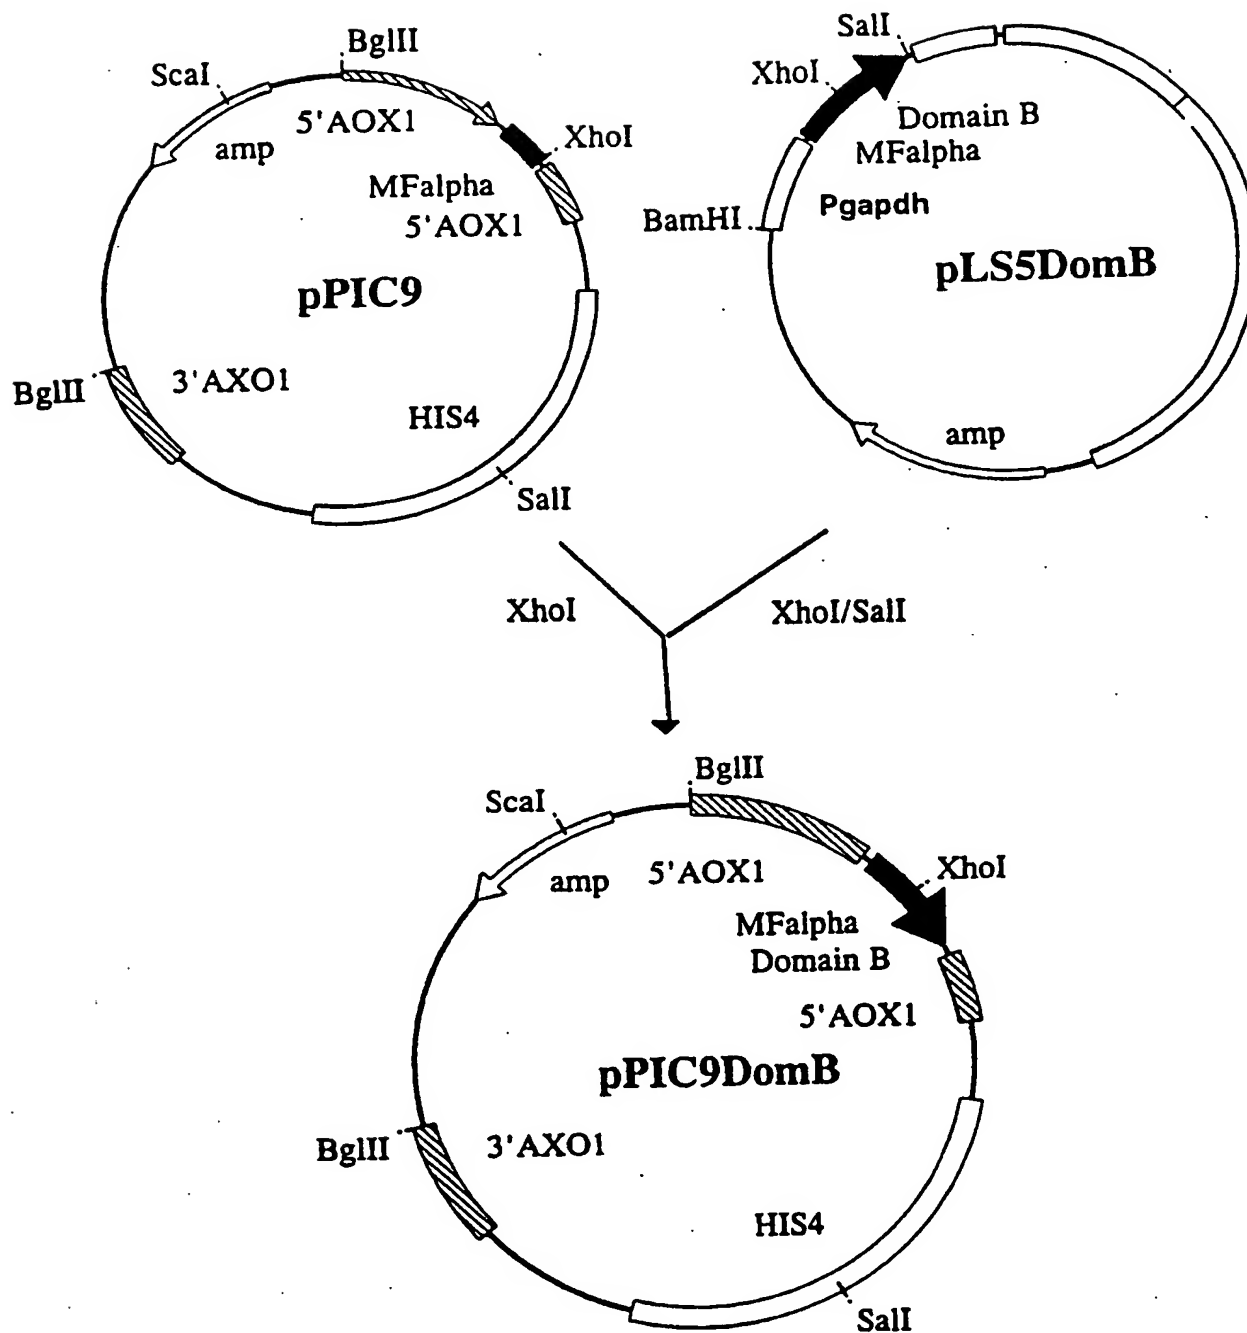 BglII
ScaI
5'AOX1
amp
XhoI
MFalpha
5'AOX1
pPIC9
BglII
3'AXO1
HIS4
SalI
SalI
XhoI
Domain B
MFalpha
Pgapdh
BamHI
pLS5DomB
amp
XhoI
XhoI/SalI
BglII
ScaI
5'AOX1
amp
XhoI
MFalpha
Domain B
5'AOX1
pPIC9DomB
BglII
3'AXO1
HIS4
SalI